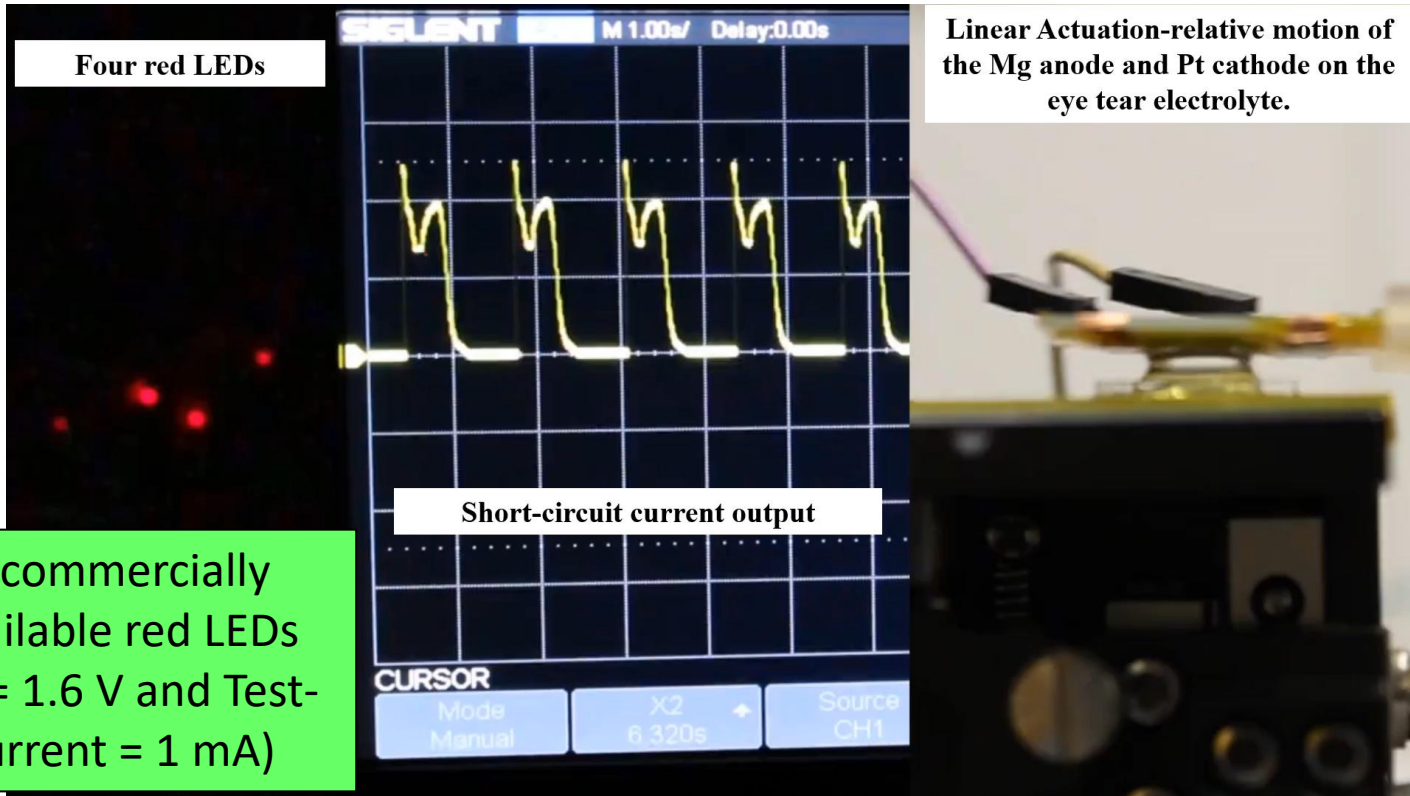 Four red LEDs
SIGLENT
M 1.00s/ Delay:0.00s
Linear Actuation-relative motion of
the Mg anode and Pt cathode on the
eye tear electrolyte.
Short-circuit current output
commercially
ilable red LEDs
= 1.6 V and Test-
rrent = 1 mA)
CURSOR
Mode
Manual
X2
6.320s
Source
CH1